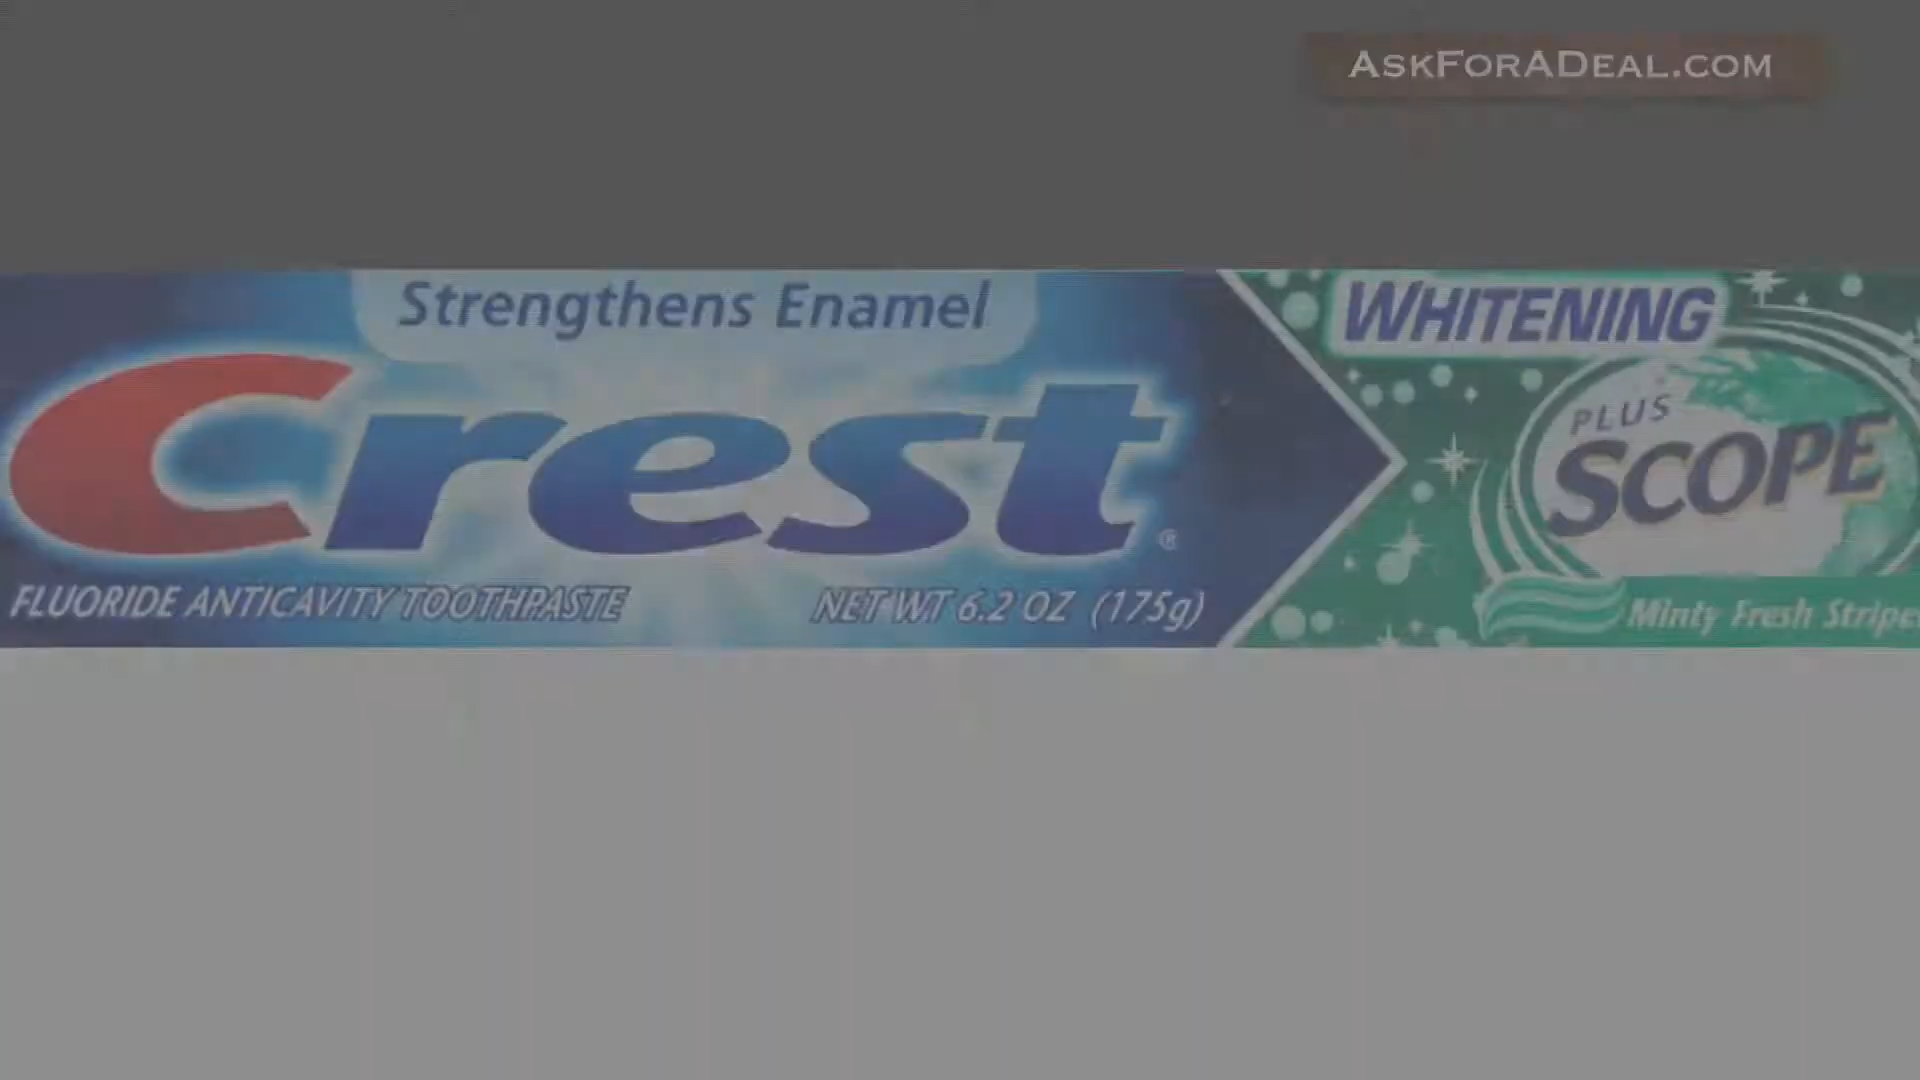 AskForADeal.com
Strengthens Enamel
Crest®
FLUORIDE ANTICAVITY TOOTHPASTE
NET WT 6.2 OZ (175g)
WHITENING
PLUS
SCOPE
Minty Fresh Stripe